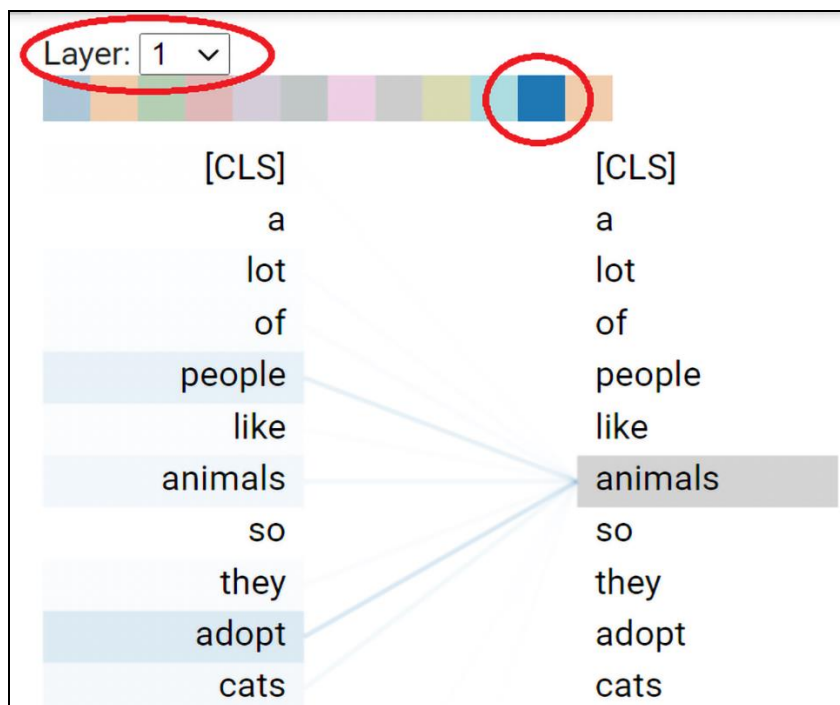 Layer: 1
[CLS] [CLS]
a a
lot lot
of of
people people
like like
animals animals
so so
they they
adopt adopt
cats cats